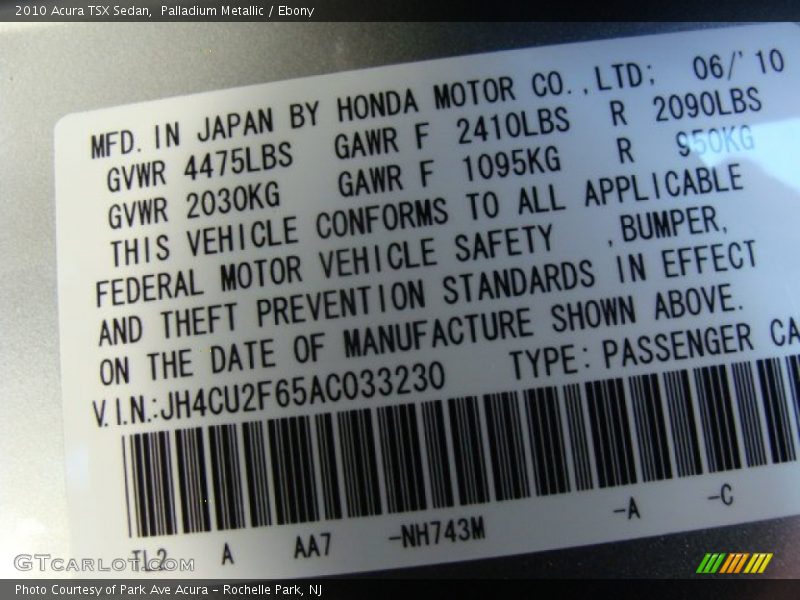 2010 Acura TSX Sedan, Palladium Metallic / Ebony
MFD. IN JAPAN BY HONDA MOTOR CO.,LTD; 06/'10
GVWR 4475LBS GAWR F 2410LBS R 2090LBS
GVWR 2030KG GAWR F 1095KG R 950KG
THIS VEHICLE CONFORMS TO ALL APPLICABLE
FEDERAL MOTOR VEHICLE SAFETY ,BUMPER,
AND THEFT PREVENTION STANDARDS IN EFFECT
ON THE DATE OF MANUFACTURE SHOWN ABOVE.
V.I.N.:JH4CU2F65AC033230 TYPE: PASSENGER CA
TL2 A AA7 -NH743M -A -C
GTcarlot.com
Photo Courtesy of Park Ave Acura - Rochelle Park, NJ